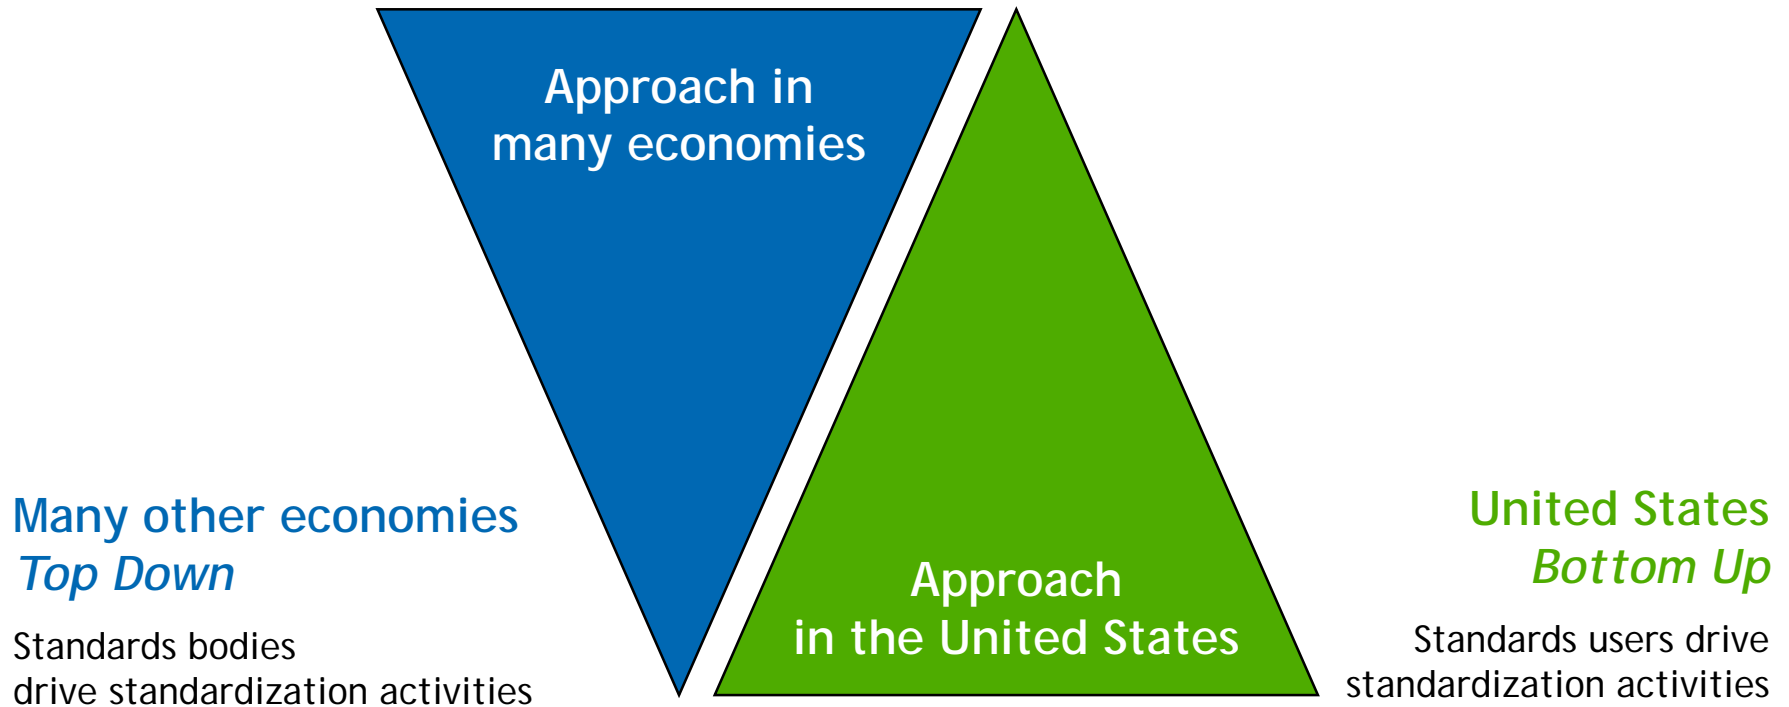 Approach in
many economies
Many other economies
Top Down
Standards bodies
drive standardization activities
Approach
in the United States
United States
Bottom Up
Standards users drive
standardization activities